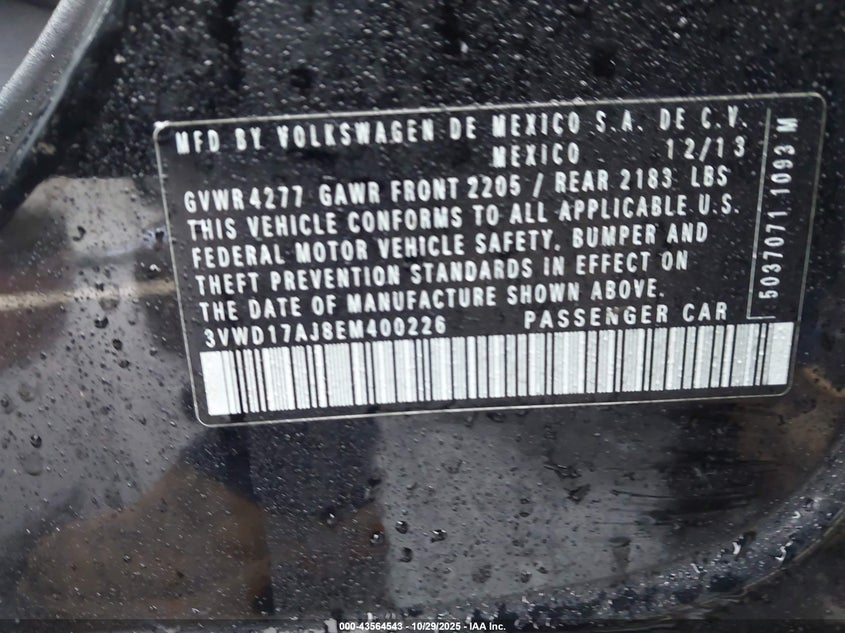 MFD BY VOLKSWAGEN DE MEXICO S.A. DE C.V.
MEXICO 12/13
GVWR 4277 GAWR FRONT 2205 / REAR 2183 LBS
THIS VEHICLE CONFORMS TO ALL APPLICABLE U.S.
FEDERAL MOTOR VEHICLE SAFETY, BUMPER AND
THEFT PREVENTION STANDARDS IN EFFECT ON
THE DATE OF MANUFACTURE SHOWN ABOVE.
3VWD17AJ8EM400226 PASSENGER CAR
5037071 1093 M
000-43564543 - 10/29/2025 - IAA Inc.